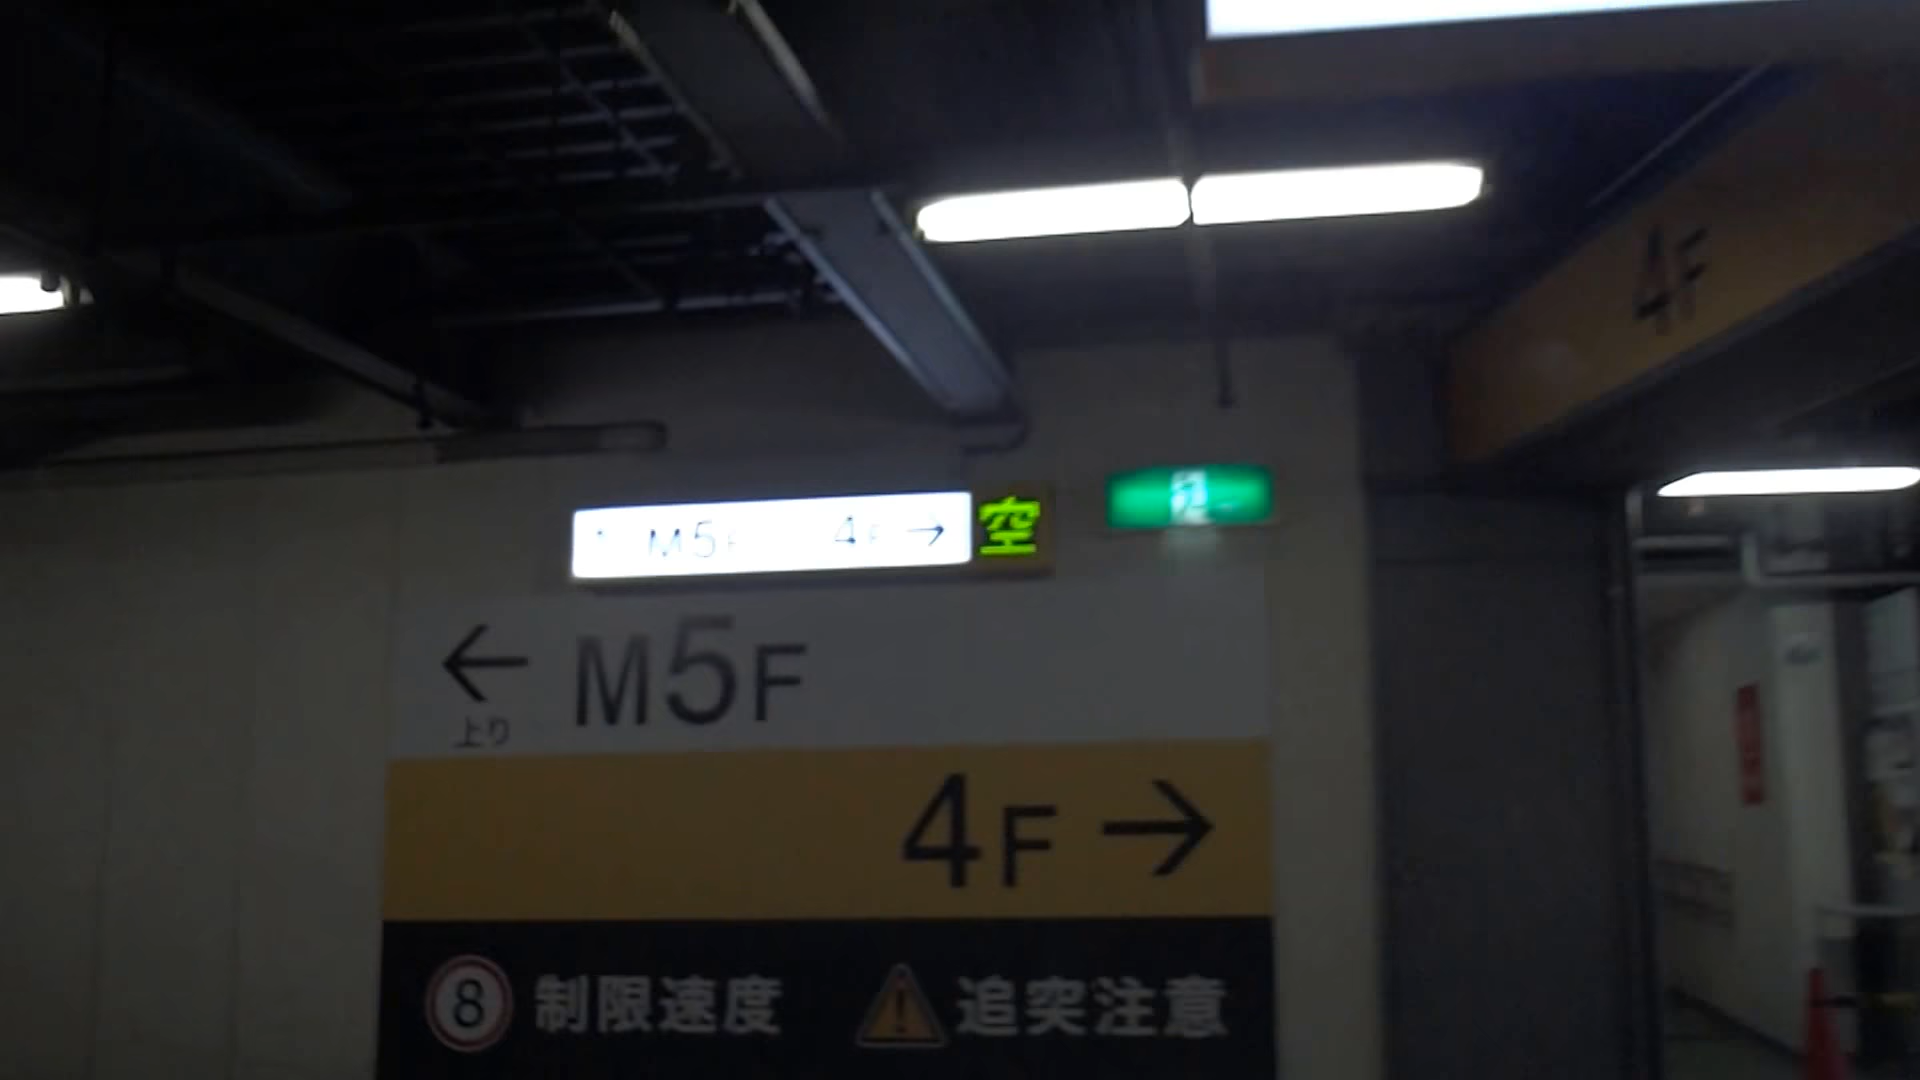 4F
M5F 4F →
空
← M5F
上り
4F →
8 制限速度
追突注意